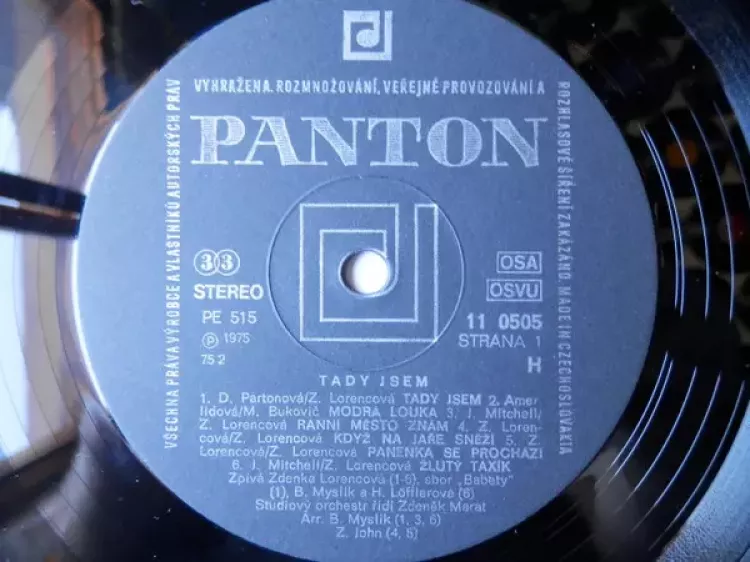 VŠECHNA PRÁVA VÝROBCE A VLASTNÍKŮ AUTORSKÝCH PRÁV
VYHRAŽENA. ROZMNOŽOVÁNÍ, VEŘEJNÉ PROVOZOVÁNÍ A
ROZHLASOVÉ ŠÍŘENÍ ZAKÁZÁNO. MADE IN CZECHOSLOVAKIA
PANTON
33
STEREO
PE 515
Ⓟ 1975
75 2
OSA
OSVU
11 0505
STRANA 1
H
TADY JSEM
1. D. Partonová/Z. Lorencová TADY JSEM 2. Amer.
lidová/M. Bukovič MODRA LOUKA 3. J. Mitchell/
Z. Lorencová RANNÍ MĚSTO ZNÁM 4. Z. Loren-
cová/Z. Lorencová KDYŽ NA JAŘE SNĚŽÍ 5. Z.
Lorencová/Z. Lorencová PANENKA SE PROCHÁZÍ
6. J. Mitchell/Z. Lorencová ŽLUTÝ TAXÍK
Zpívá Zdenka Lorencová (1-6), sbor „Babety"
(1), B. Myslík a H. Löfflerová (6)
Studiový orchestr řídí Zdeněk Marat
Arr. B. Myslík (1, 3, 6)
Z. John (4, 5)